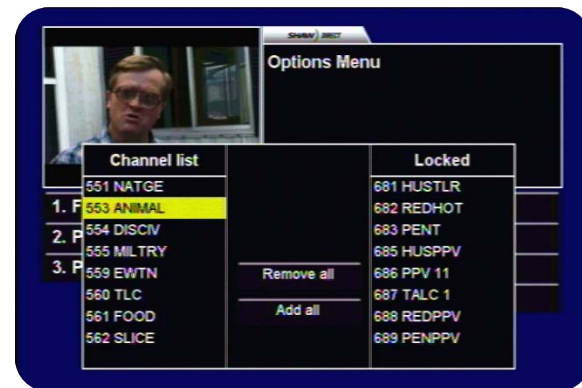 SHAW) DIRECT
Options Menu
Channel list
551 NATGE
553 ANIMAL
554 DISCIV
555 MILTRY
559 EWTN
560 TLC
561 FOOD
562 SLICE
Remove all
Add all
Locked
681 HUSTLR
682 REDHOT
683 PENT
685 HUSPPV
686 PPV 11
687 TALC 1
688 REDPPV
689 PENPPV
1. F
2. P
3. P